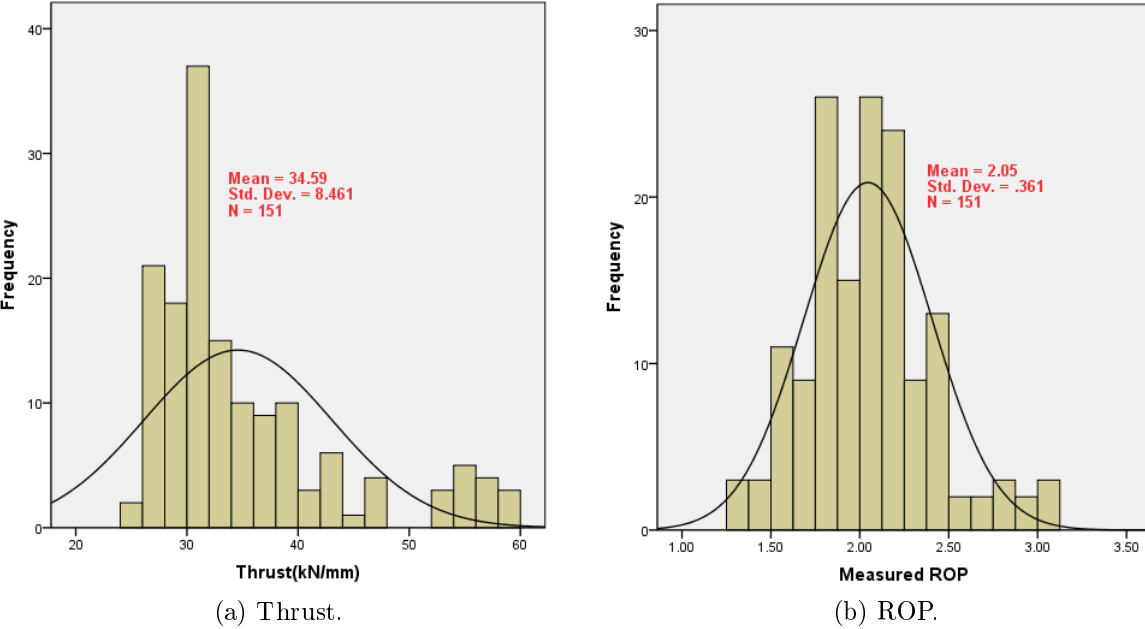 40
30
20
10
0
Frequency
Mean = 34.59
Std. Dev. = 8.461
N = 151
20 30 40 50 60
Thrust(kN/mm)
(a) Thrust.
30
20
10
0
Frequency
Mean = 2.05
Std. Dev. = .361
N = 151
1.00 1.50 2.00 2.50 3.00 3.50
Measured ROP
(b) ROP.